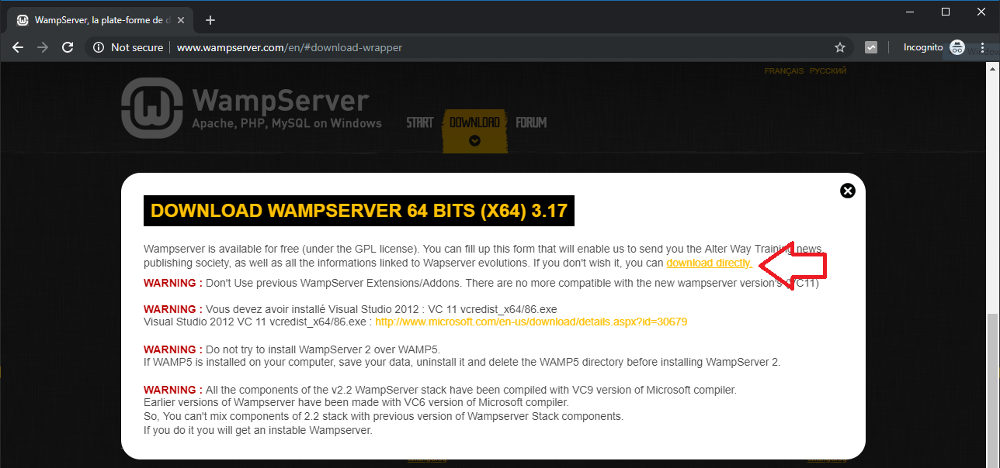 WampServer, la plate-forme de d
Not secure
www.wampserver.com/en/#download-wrapper
Incognito
FRANÇAIS РУССКИЙ
WampServer
Apache, PHP, MySQL on Windows
START DOWNLOAD FORUM
DOWNLOAD WAMPSERVER 64 BITS (X64) 3.17
Wampserver is available for free (under the GPL license). You can fill up this form that will enable us to send you the Alter Way Training news,
publishing society, as well as all the informations linked to Wapserver evolutions. If you don't wish it, you can download directly.
WARNING : Don't Use previous WampServer Extensions/Addons. There are no more compatible with the new wampserver version's (VC11)
WARNING : Vous devez avoir installé Visual Studio 2012 : VC 11 vcredist_x64/86.exe
Visual Studio 2012 VC 11 vcredist_x64/86.exe : http://www.microsoft.com/en-us/download/details.aspx?id=30679
WARNING : Do not try to install WampServer 2 over WAMP5.
If WAMP5 is installed on your computer, save your data, uninstall it and delete the WAMP5 directory before installing WampServer 2.
WARNING : All the components of the v2.2 WampServer stack have been compiled with VC9 version of Microsoft compiler.
Earlier versions of Wampserver have been made with VC6 version of Microsoft compiler.
So, You can't mix components of 2.2 stack with previous version of Wampserver Stack components.
If you do it you will get an instable Wampserver.